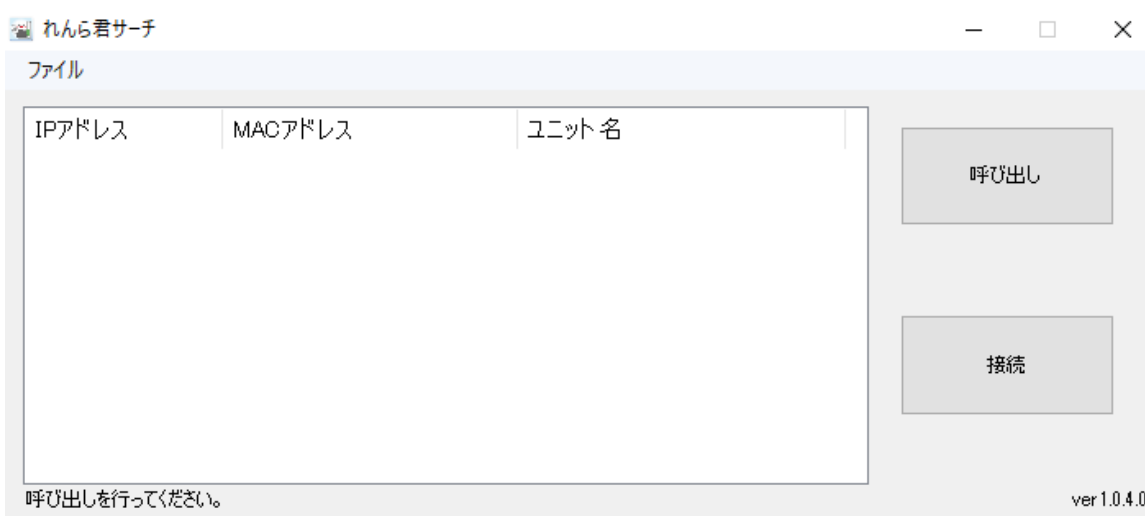 れんら君サーチ
ファイル
IPアドレス MACアドレス ユニット名
呼び出し
接続
呼び出しを行ってください。
ver1.0.4.0